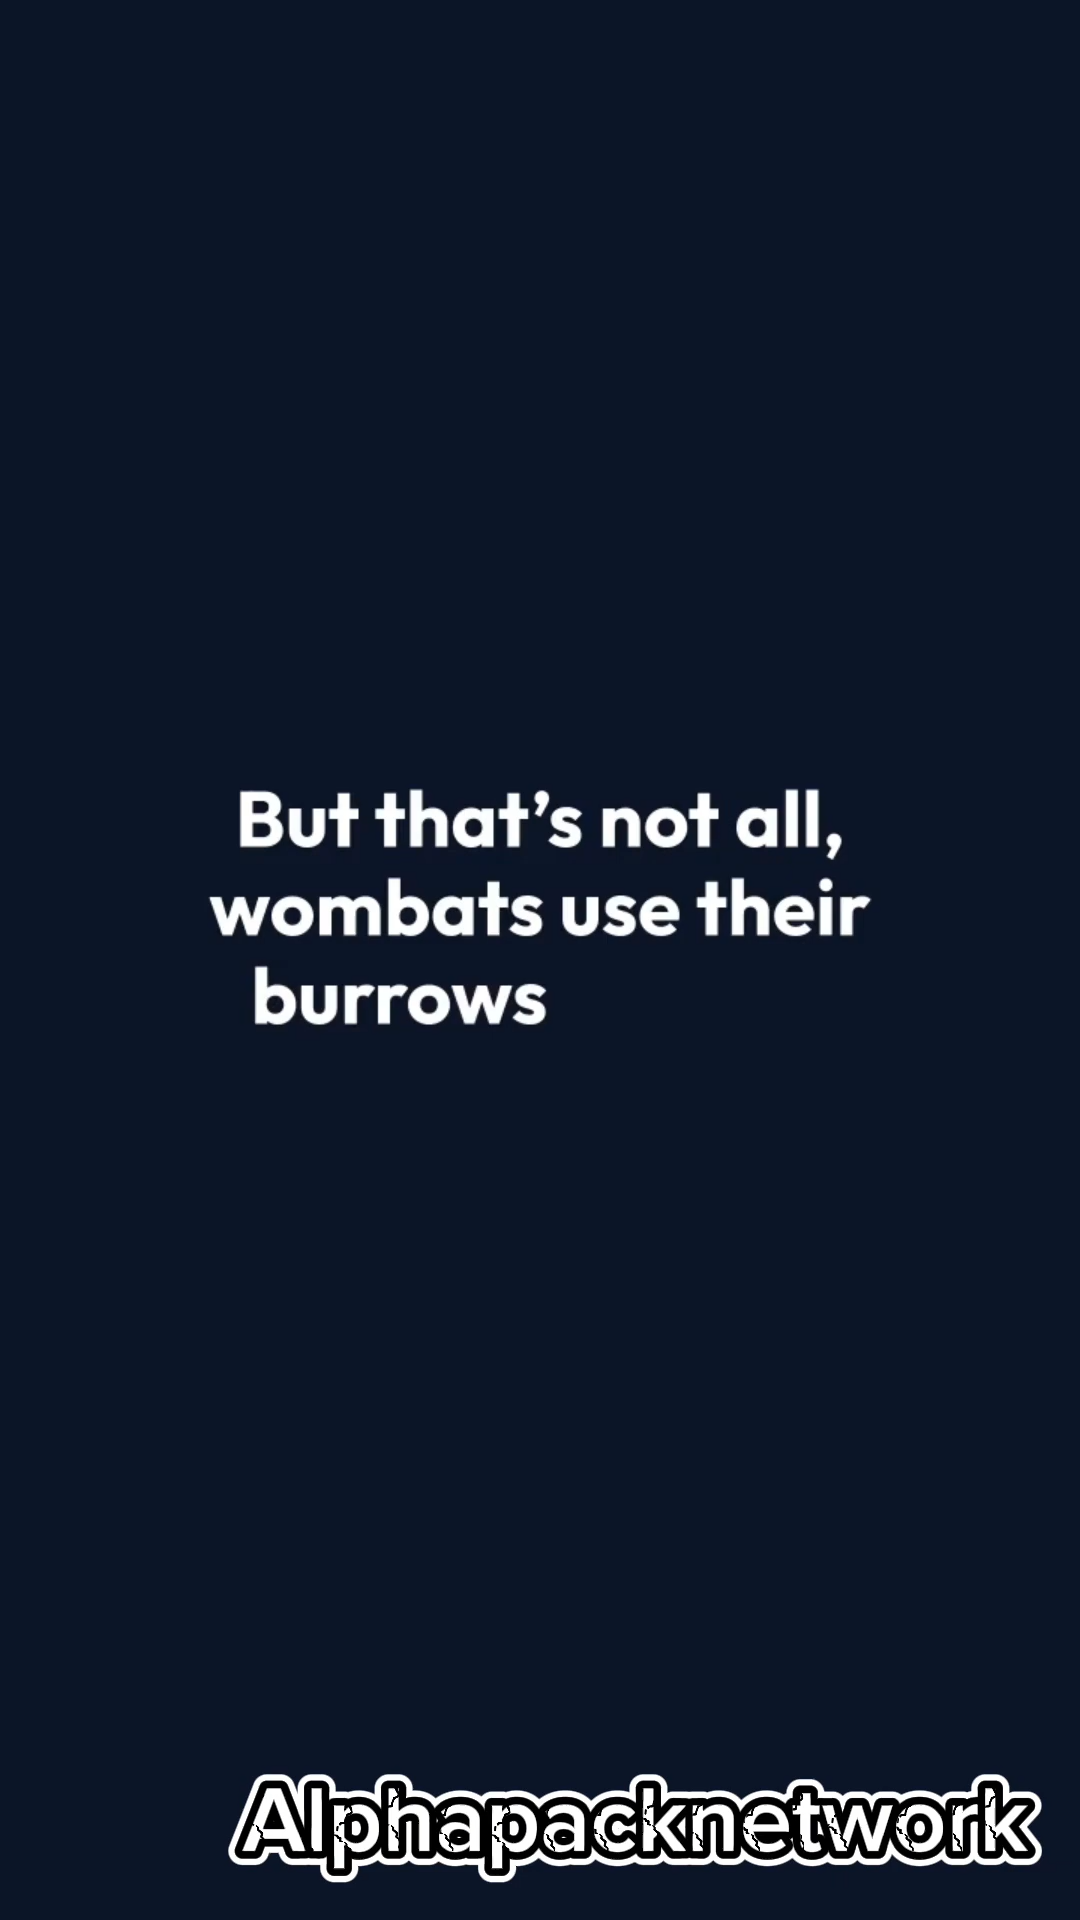 But that’s not all,
wombats use their
burrows
Alphapacknetwork